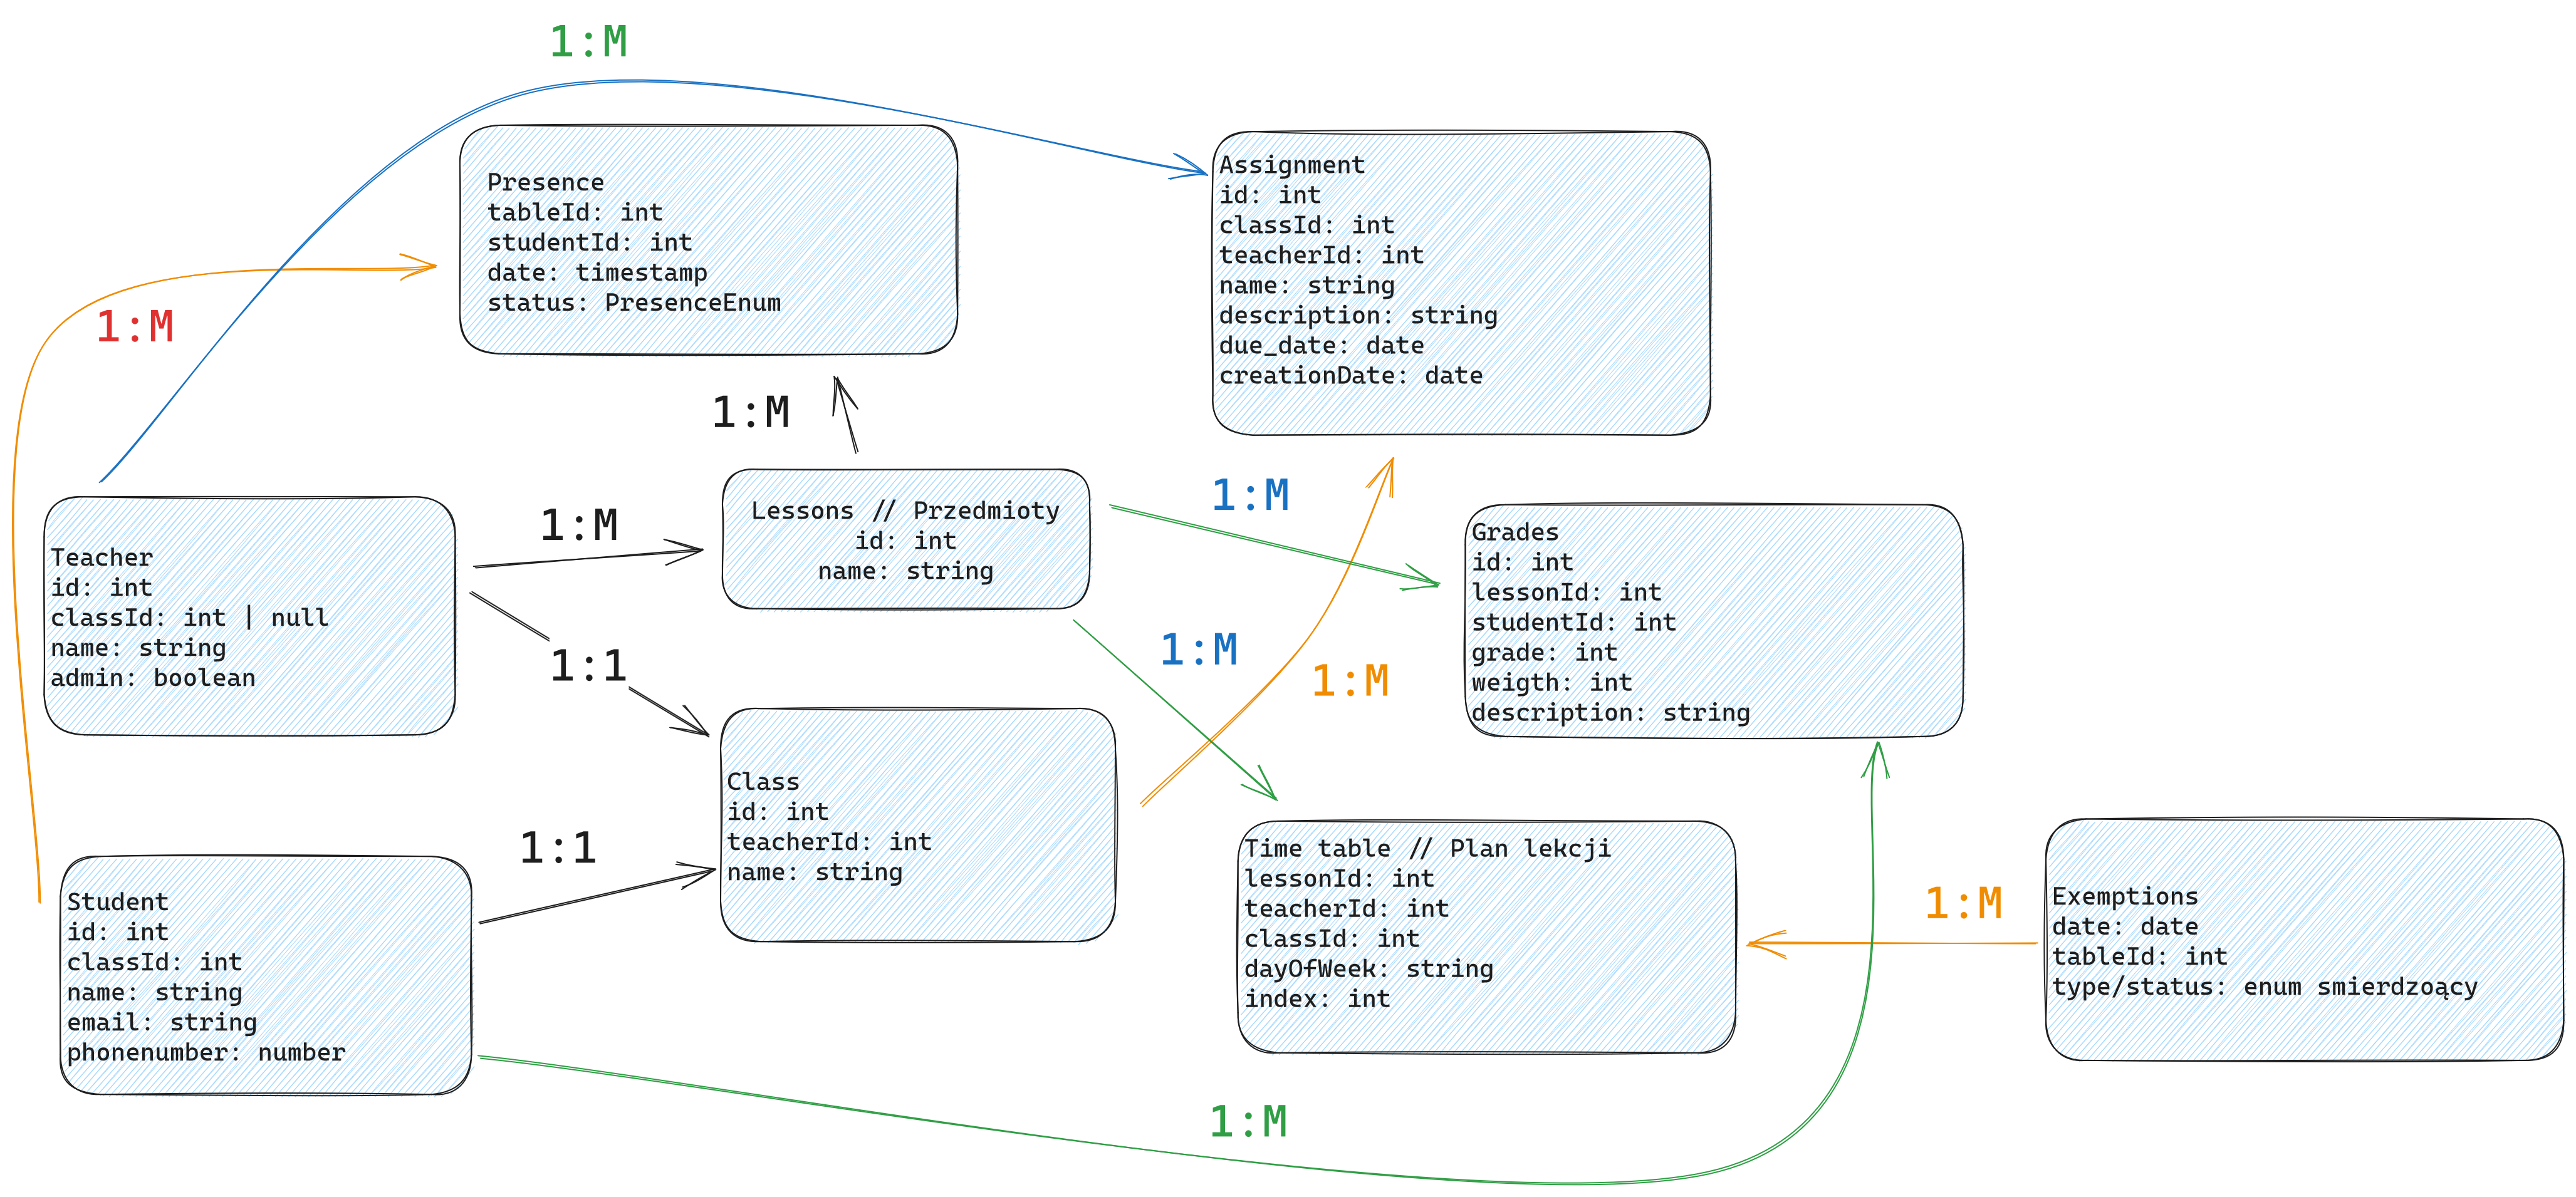 1:M
Presence
tableId: int
studentId: int
date: timestamp
status: PresenceEnum
Assignment
id: int
classId: int
teacherId: int
name: string
description: string
due_date: date
creationDate: date
1:M
1:M
Teacher
id: int
classId: int | null
name: string
admin: boolean
1:M
Lessons // Przedmioty
id: int
name: string
1:M
Grades
id: int
lessonId: int
studentId: int
grade: int
weigth: int
description: string
1:1
1:M
1:M
Class
id: int
teacherId: int
name: string
1:1
Student
id: int
classId: int
name: string
email: string
phonenumber: number
Time table // Plan lekcji
lessonId: int
teacherId: int
classId: int
dayOfWeek: string
index: int
1:M
Exemptions
date: date
tableId: int
type/status: enum smierdzoący
1:M